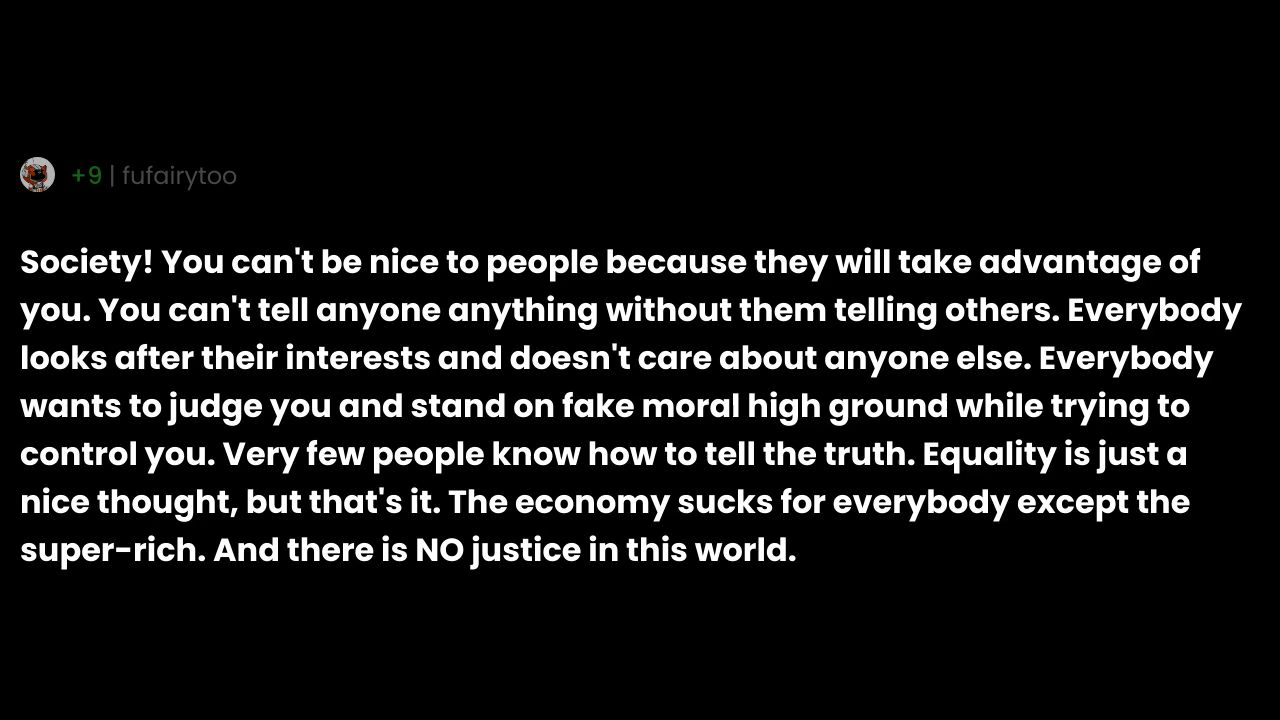 +9 | fufairytoo
Society! You can't be nice to people because they will take advantage of
you. You can't tell anyone anything without them telling others. Everybody
looks after their interests and doesn't care about anyone else. Everybody
wants to judge you and stand on fake moral high ground while trying to
control you. Very few people know how to tell the truth. Equality is just a
nice thought, but that's it. The economy sucks for everybody except the
super-rich. And there is NO justice in this world.